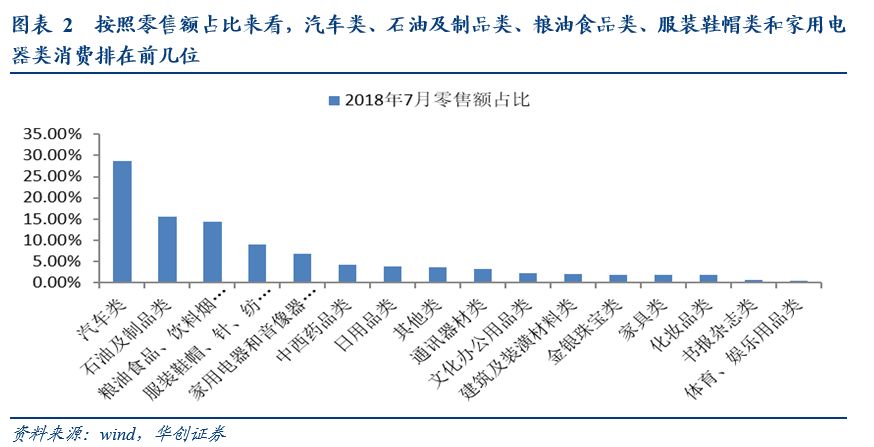 图表 2 按照零售额占比来看，汽车类、石油及制品类、粮油食品类、服装鞋帽类和家用电
器类消费排在前几位
2018年7月零售额占比
35.00%
30.00%
25.00%
20.00%
15.00%
10.00%
5.00%
0.00%
汽车类
石油及制品类
粮油食品、饮料烟…
服装鞋帽、针、纺…
家用电器和音像器…
中西药品类
日用品类
其他类
通讯器材类
文化办公用品类
建筑及装潢材料类
金银珠宝类
家具类
化妆品类
书报杂志类
体育、娱乐用品类
资料来源：wind，华创证券